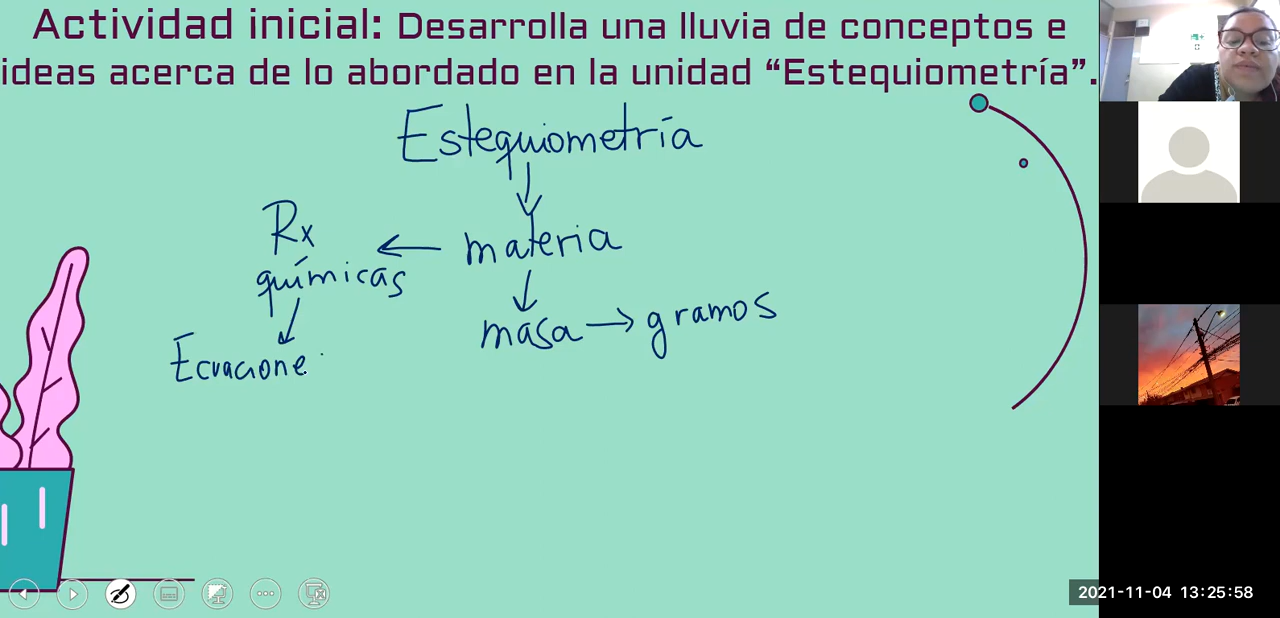 Actividad inicial: Desarrolla una lluvia de conceptos e
ideas acerca de lo abordado en la unidad “Estequiometría”.
Estequiometría
Rx
materia
químicas
masa → gramos
Ecuacione
2021-11-04 13:25:58